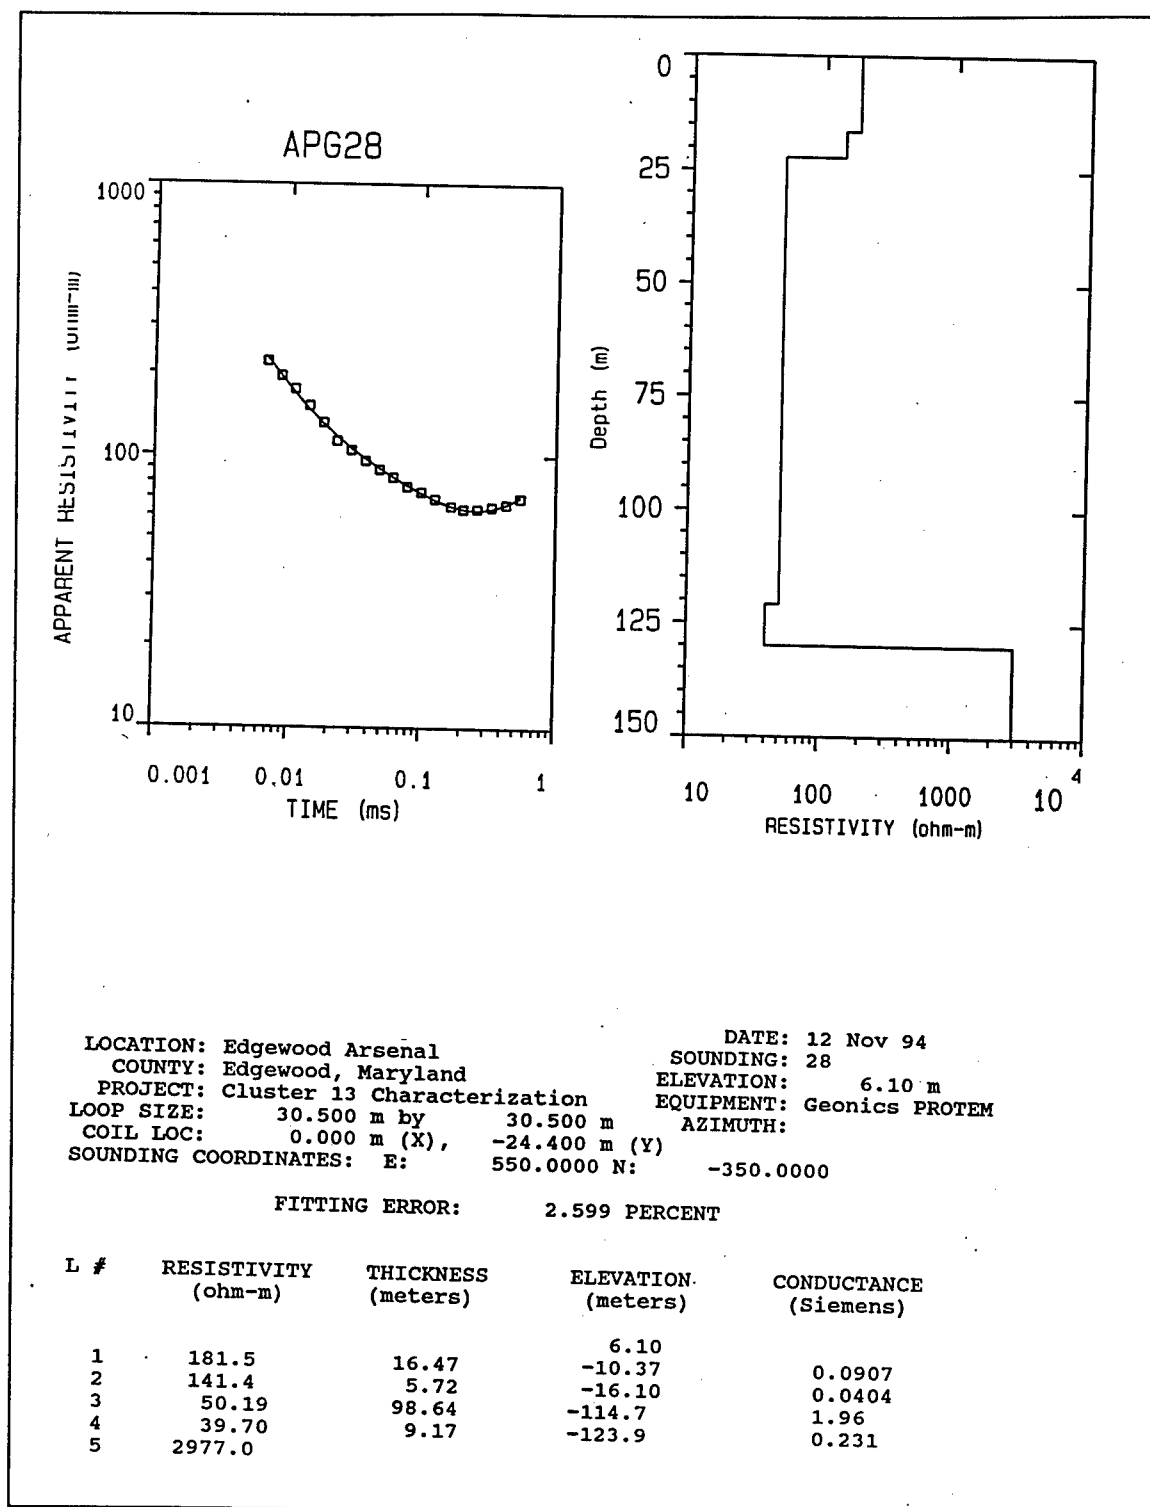 APG28
1000
100
10
APPARENT RESISTIVITY (ohm-m)
0.001 0.01 0.1 1
TIME (ms)
0
25
50
75
100
125
150
Depth (m)
10 100 1000 10 4
RESISTIVITY (ohm-m)
LOCATION: Edgewood Arsenal DATE: 12 Nov 94
COUNTY: Edgewood, Maryland SOUNDING: 28
PROJECT: Cluster 13 Characterization ELEVATION: 6.10 m
LOOP SIZE: 30.500 m by 30.500 m EQUIPMENT: Geonics PROTEM
COIL LOC: 0.000 m (X), -24.400 m (Y) AZIMUTH:
SOUNDING COORDINATES: E: 550.0000 N: -350.0000
FITTING ERROR: 2.599 PERCENT
L # RESISTIVITY THICKNESS ELEVATION CONDUCTANCE
(ohm-m) (meters) (meters) (Siemens)
6.10
1 181.5 16.47 -10.37 0.0907
2 141.4 5.72 -16.10 0.0404
3 50.19 98.64 -114.7 1.96
4 39.70 9.17 -123.9 0.231
5 2977.0